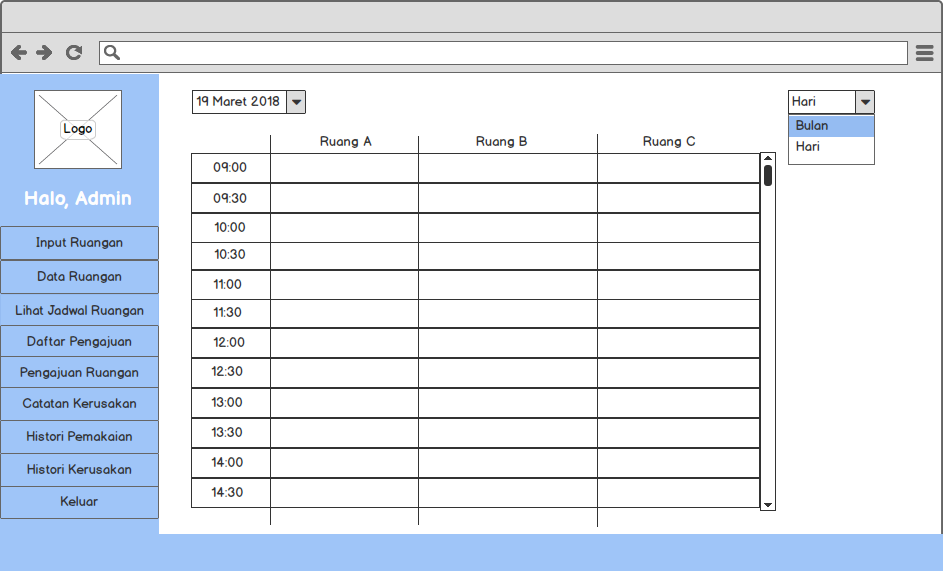 Logo
Halo, Admin
Input Ruangan
Data Ruangan
Lihat Jadwal Ruangan
Daftar Pengajuan
Pengajuan Ruangan
Catatan Kerusakan
Histori Pemakaian
Histori Kerusakan
Keluar
19 Maret 2018
Hari
Bulan
Hari
Ruang A Ruang B Ruang C
09:00
09:30
10:00
10:30
11:00
11:30
12:00
12:30
13:00
13:30
14:00
14:30